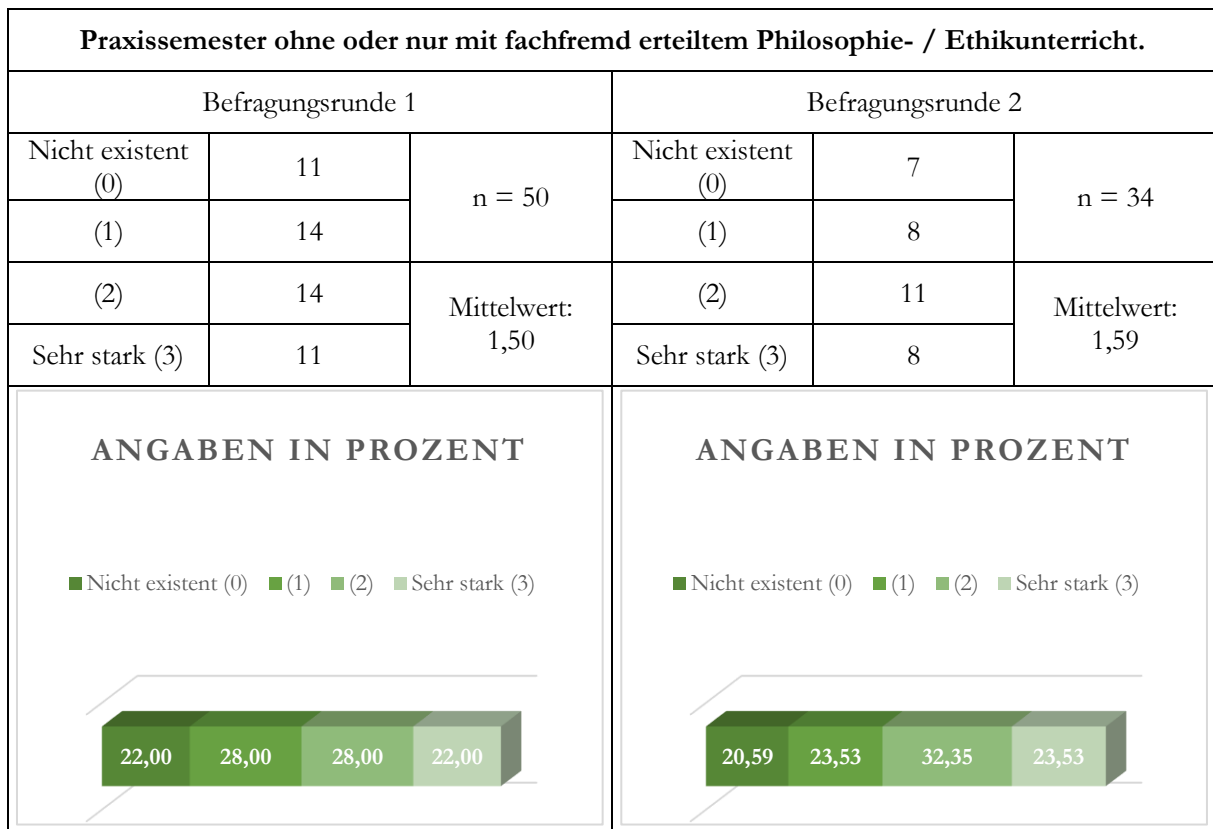 Praxissemester ohne oder nur mit fachfremd erteiltem Philosophie- / Ethikunterricht.
Befragungsrunde 1
Befragungsrunde 2
Nicht existent
(0)
11
n = 50
(1)
14
(2)
14
Mittelwert:
1,50
Sehr stark (3)
11
Nicht existent
(0)
7
n = 34
(1)
8
(2)
11
Mittelwert:
1,59
Sehr stark (3)
8
ANGABEN IN PROZENT
Nicht existent (0) (1) (2) Sehr stark (3)
22,00 28,00 28,00 22,00
ANGABEN IN PROZENT
Nicht existent (0) (1) (2) Sehr stark (3)
20,59 23,53 32,35 23,53